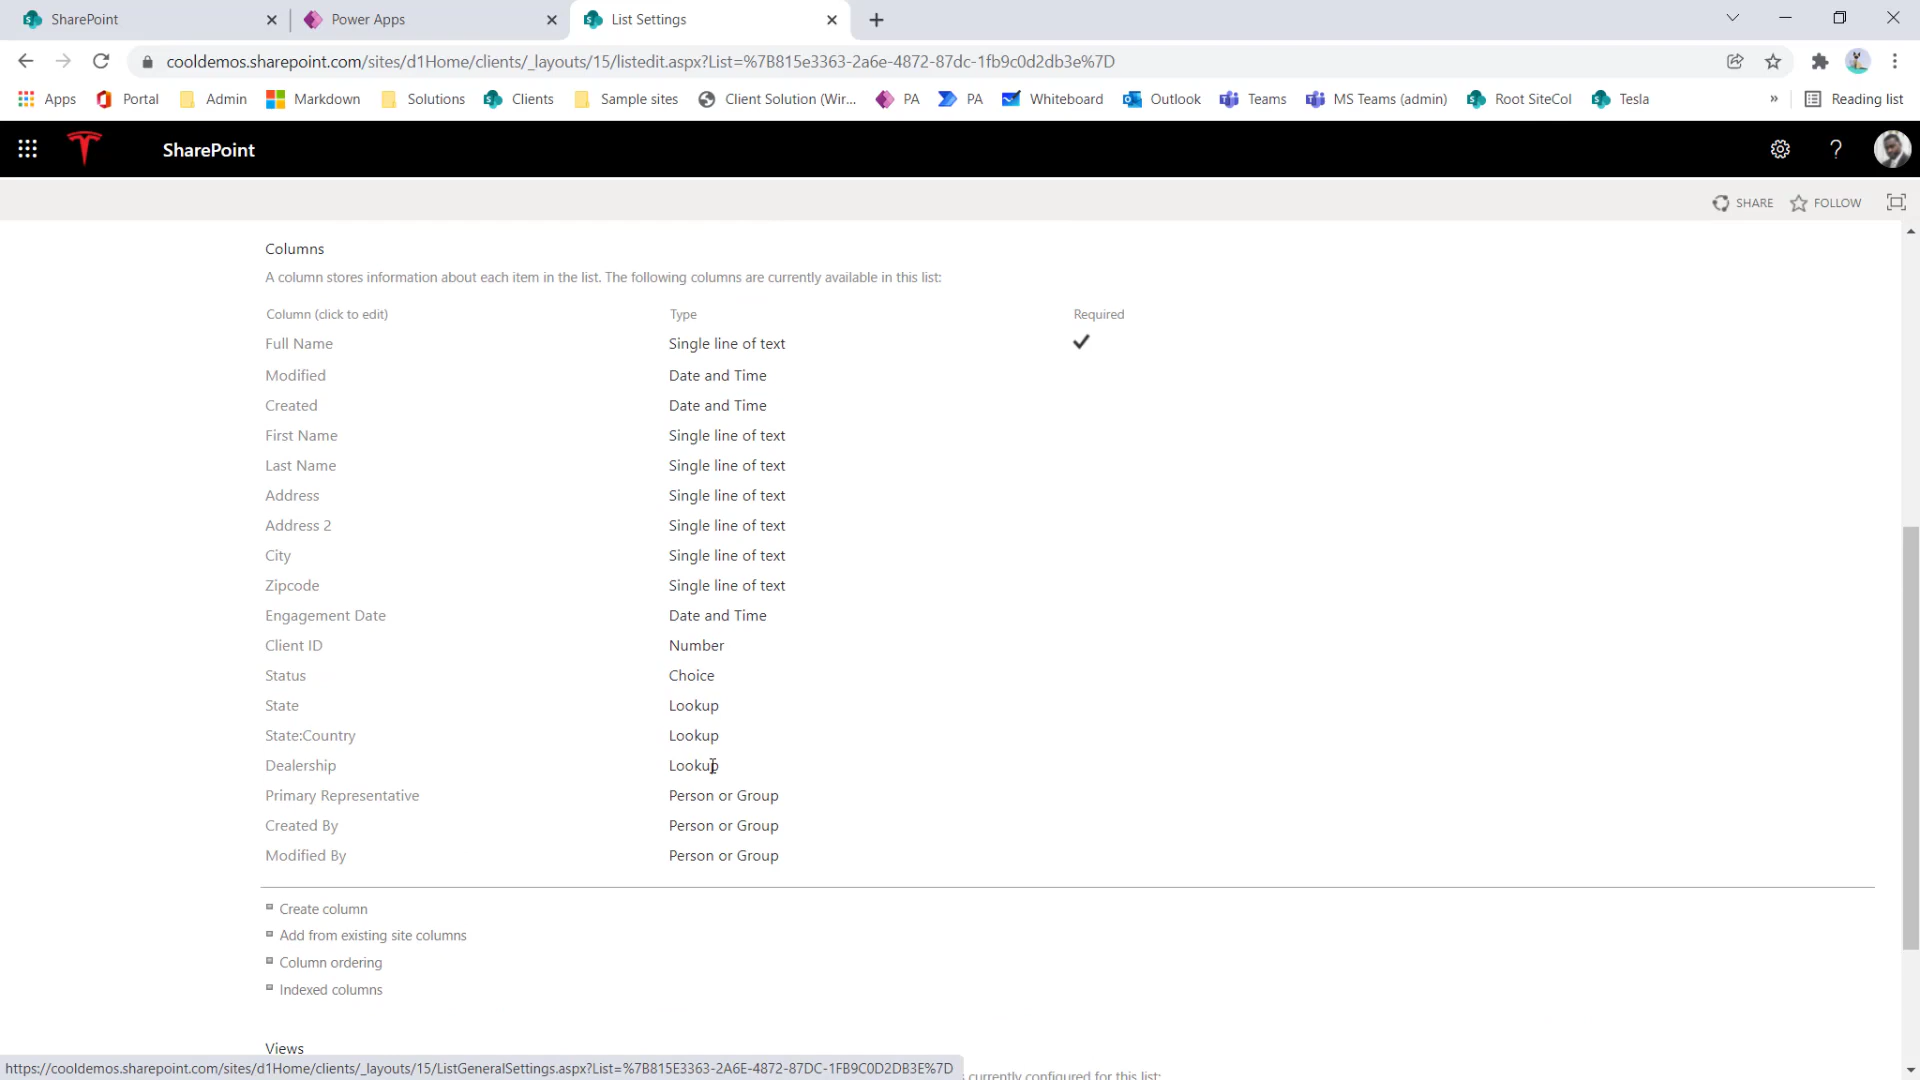 SharePoint
Power Apps
List Settings
cooldemos.sharepoint.com/sites/d1Home/clients/_layouts/15/listedit.aspx?List=%7B815e3363-2a6e-4872-87dc-1fb9c0d2db3e%7D
Apps Portal Admin Markdown Solutions Clients Sample sites Client Solution (Wir... PA PA Whiteboard Outlook Teams MS Teams (admin) Root SiteCol Tesla » Reading list
SharePoint ?
SHARE FOLLOW
Columns
A column stores information about each item in the list. The following columns are currently available in this list:
Column (click to edit) Type Required
Full Name Single line of text
Modified Date and Time
Created Date and Time
First Name Single line of text
Last Name Single line of text
Address Single line of text
Address 2 Single line of text
City Single line of text
Zipcode Single line of text
Engagement Date Date and Time
Client ID Number
Status Choice
State Lookup
State:Country Lookup
Dealership Lookup
Primary Representative Person or Group
Created By Person or Group
Modified By Person or Group
Create column
Add from existing site columns
Column ordering
Indexed columns
Views
https://cooldemos.sharepoint.com/sites/d1Home/clients/_layouts/15/ListGeneralSettings.aspx?List=%7B815E3363-2A6E-4872-87DC-1FB9C0D2DB3E%7D
currently configured for this list: